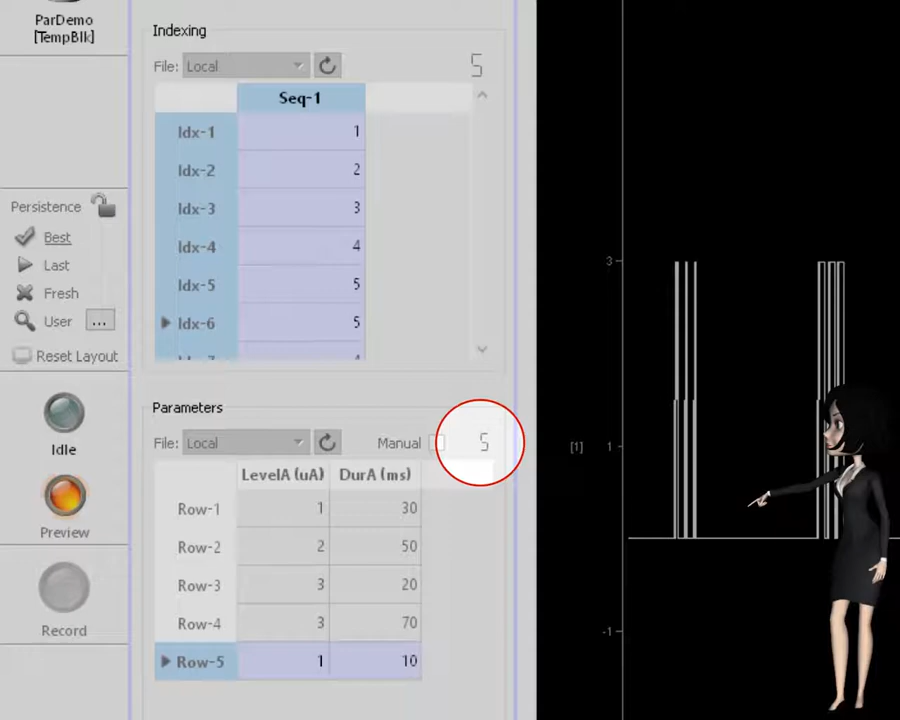 ParDemo
[TempBlk]
Persistence
Best
Last
Fresh
User ...
Reset Layout
Idle
Preview
Record
Indexing
File: Local 5
Seq-1
Idx-1 1
Idx-2 2
Idx-3 3
Idx-4 4
Idx-5 5
Idx-6 5
Parameters
File: Local Manual 5
LevelA (uA) DurA (ms)
Row-1 1 30
Row-2 2 50
Row-3 3 20
Row-4 3 70
Row-5 1 10
3
[1] 1
-1